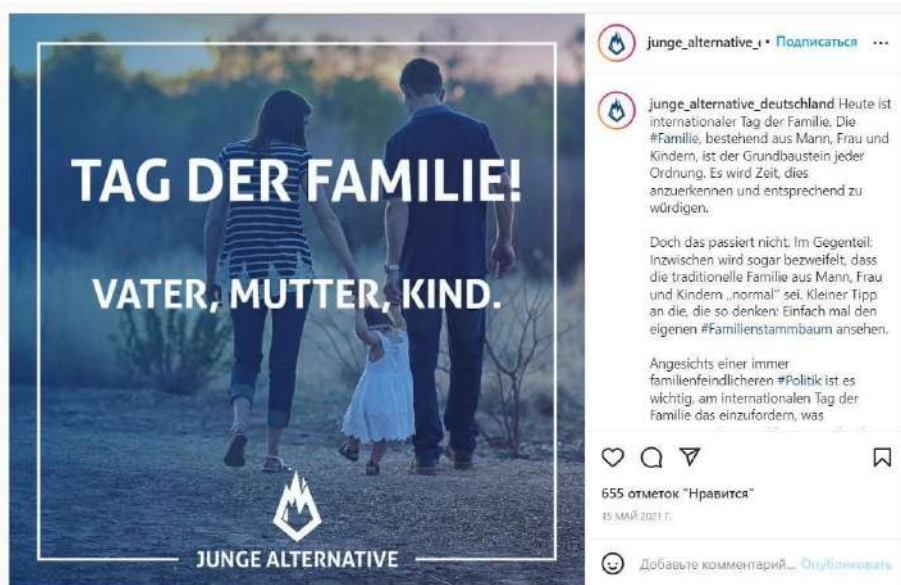 TAG DER FAMILIE!
VATER, MUTTER, KIND.
JUNGE ALTERNATIVE
junge_alternative_ • Подписаться
junge_alternative_deutschland Heute ist
internationaler Tag der Familie. Die
#Familie, bestehend aus Mann, Frau und
Kindern, ist der Grundbaustein jeder
Ordnung. Es wird Zeit, dies
anzuerkennen und entsprechend zu
würdigen.
Doch das passiert nicht. Im Gegenteil:
Inzwischen wird sogar bezweifelt, dass
die traditionelle Familie aus Mann, Frau
und Kindern „normal“ sei. Kleiner Tipp
an die, die so denken: Einfach mal den
eigenen #Familienstammbaum ansehen.
Angesichts einer immer
familienfeindlicheren #Politik ist es
wichtig, am internationalen Tag der
Familie das einzufordern, was
655 отметок "Нравится"
15 МАЙ 2021 Г.
Добавьте комментарий... Опубликовать